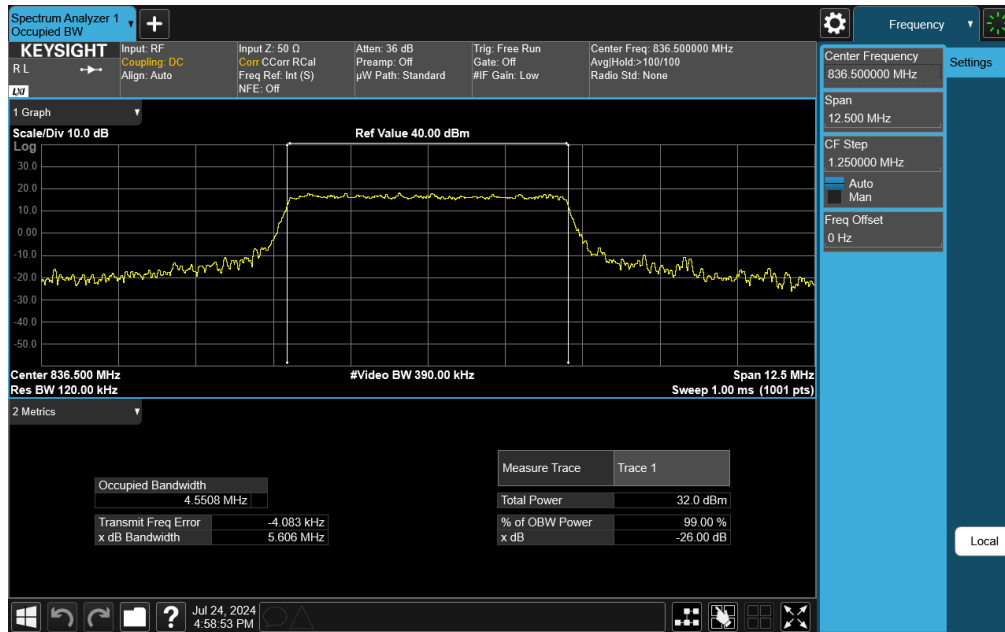 Spectrum Analyzer 1
Occupied BW
Frequency
KEYSIGHT
R L
LXI
Input: RF
Coupling: DC
Align: Auto
Input Z: 50 Ω
Corr CCorr RCal
Freq Ref: Int (S)
NFE: Off
Atten: 36 dB
Preamp: Off
µW Path: Standard
Trig: Free Run
Gate: Off
#IF Gain: Low
Center Freq: 836.500000 MHz
Avg|Hold:>100/100
Radio Std: None
Center Frequency
836.500000 MHz
Settings
Span
12.500 MHz
CF Step
1.250000 MHz
Auto
Man
Freq Offset
0 Hz
1 Graph
Scale/Div 10.0 dB
Ref Value 40.00 dBm
Log
30.0
20.0
10.0
0.00
-10.0
-20.0
-30.0
-40.0
-50.0
Center 836.500 MHz
#Video BW 390.00 kHz
Span 12.5 MHz
Res BW 120.00 kHz
Sweep 1.00 ms (1001 pts)
2 Metrics
Measure Trace
Trace 1
Occupied Bandwidth
4.5508 MHz
Total Power
32.0 dBm
Transmit Freq Error
-4.083 kHz
% of OBW Power
99.00 %
x dB Bandwidth
5.606 MHz
x dB
-26.00 dB
Local
?
Jul 24, 2024
4:58:53 PM